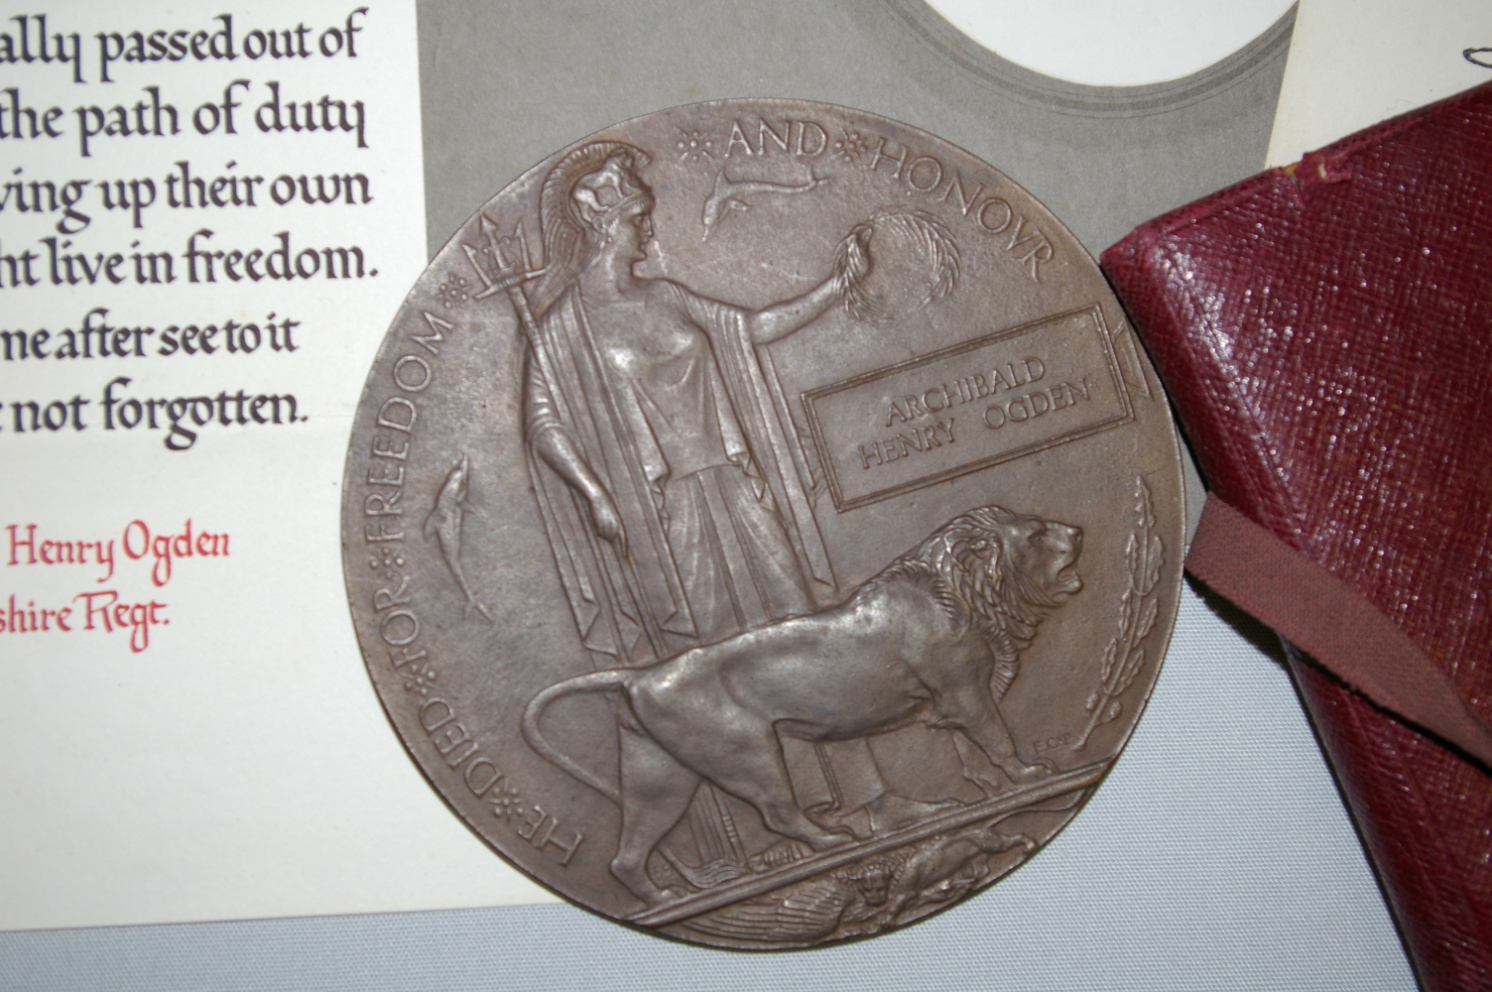 ally passed out of
the path of duty
ving up their own
ht live in freedom.
ne after see to it
not forgotten.
Henry Ogden
shire Regt.
HE DIED FOR FREEDOM AND HONOVR
ARCHIBALD
HENRY OGDEN